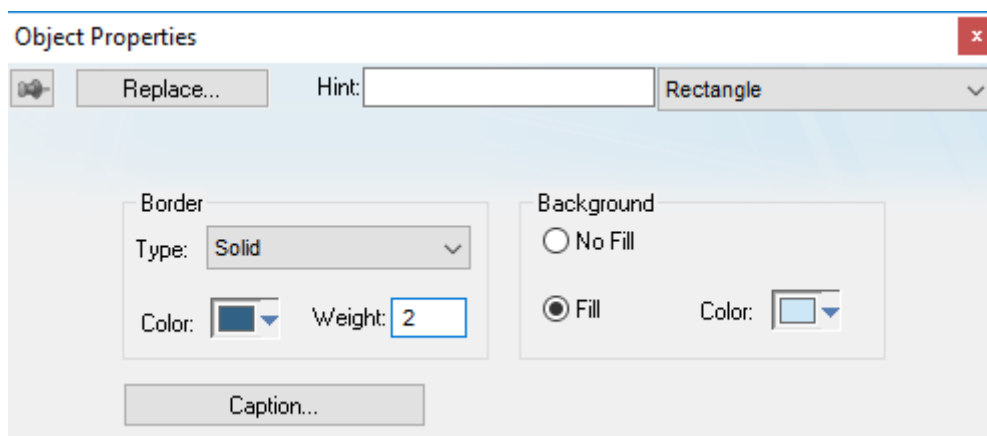 Object Properties
x
Replace... Hint: Rectangle
Border
Type: Solid
Color: Weight: 2
Background
No Fill
Fill Color:
Caption...